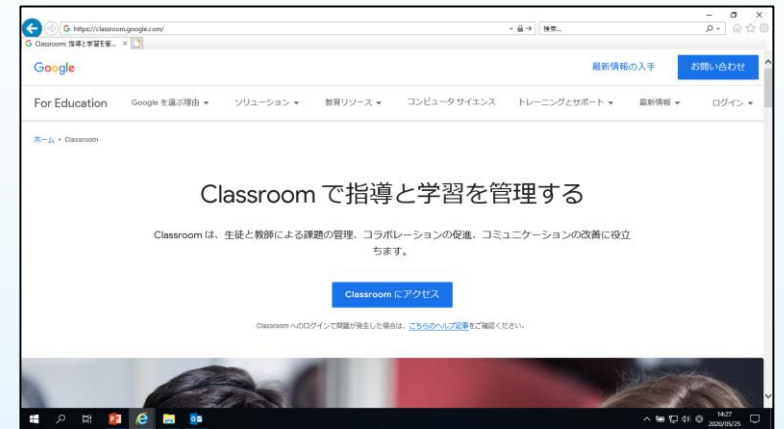 https://classroom.google.com/
検索...
Classroom: 指導と学習を管...
Google
最新情報の入手
お問い合わせ
For Education
Google を選ぶ理由
ソリューション
教育リソース
コンピュータ サイエンス
トレーニングとサポート
最新情報
ログイン
ホーム > Classroom
Classroom で指導と学習を管理する
Classroom は、生徒と教師による課題の管理、コラボレーションの促進、コミュニケーションの改善に役立
ちます。
Classroom にアクセス
Classroom へのログインで問題が発生した場合は、こちらのヘルプ記事をご確認ください。
14:27
2020/05/25